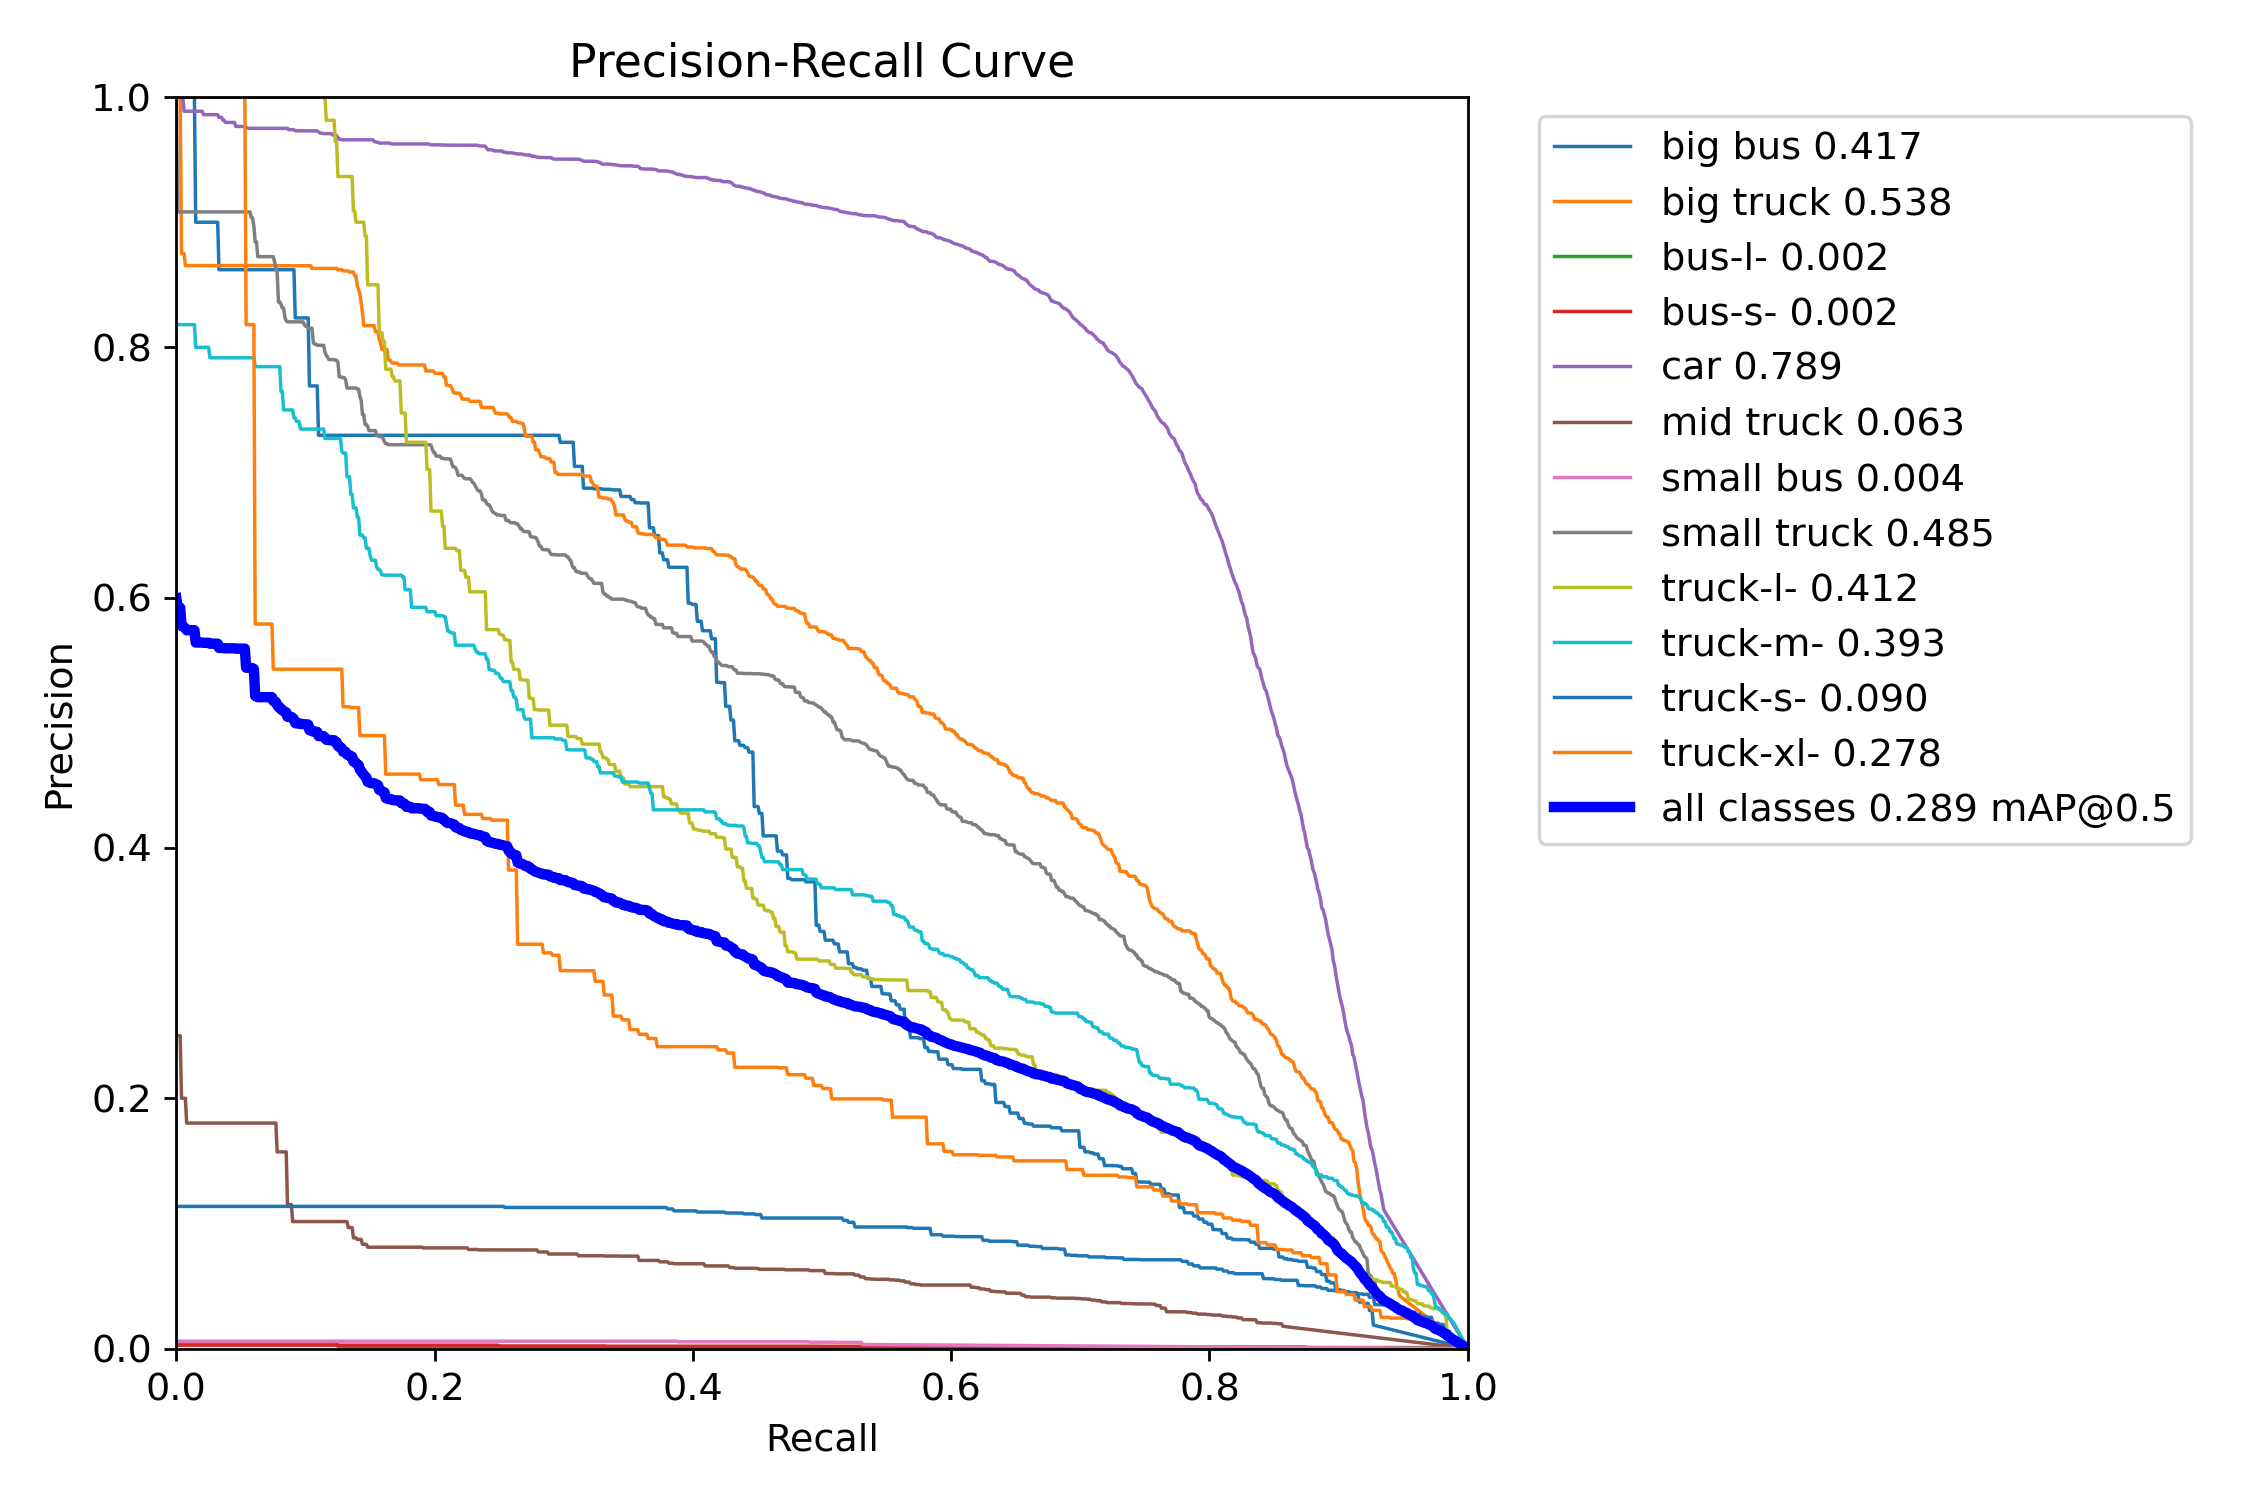 Precision-Recall Curve
1.0
0.8
0.6
0.4
0.2
0.0
Precision
0.0 0.2 0.4 0.6 0.8 1.0
Recall
big bus 0.417
big truck 0.538
bus-l- 0.002
bus-s- 0.002
car 0.789
mid truck 0.063
small bus 0.004
small truck 0.485
truck-l- 0.412
truck-m- 0.393
truck-s- 0.090
truck-xl- 0.278
all classes 0.289 mAP@0.5